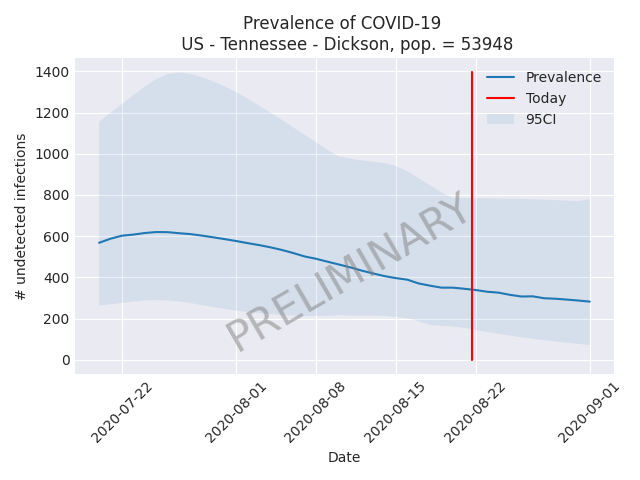 Prevalence of COVID-19
US - Tennessee - Dickson, pop. = 53948
1400
1200
1000
800
600
400
200
0
# undetected infections
Prevalence
Today
95CI
PRELIMINARY
2020-07-22
2020-08-01
2020-08-08
2020-08-15
2020-08-22
2020-09-01
Date